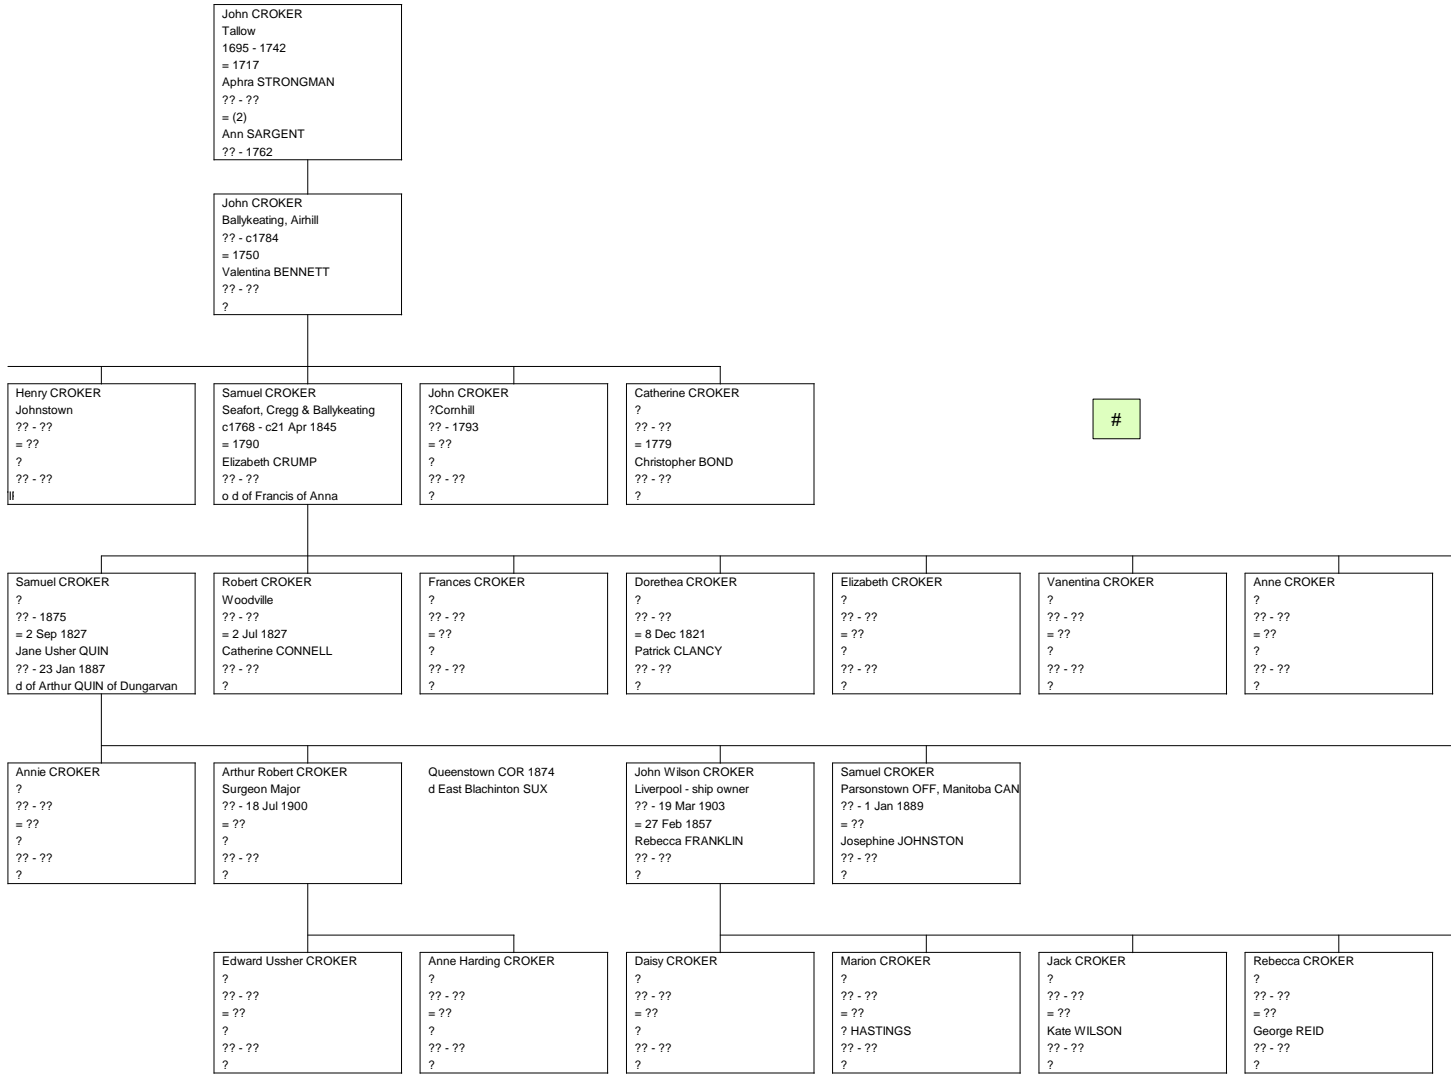 John CROKER
Tallow
1695 - 1742
= 1717
Aphra STRONGMAN
?? - ??
= (2)
Ann SARGENT
?? - 1762
John CROKER
Ballykeating, Airhill
?? - c1784
= 1750
Valentina BENNETT
?? - ??
?
Henry CROKER
Johnstown
?? - ??
= ??
?
?? - ??
Samuel CROKER
Seafort, Cregg & Ballykeating
c1768 - c21 Apr 1845
= 1790
Elizabeth CRUMP
?? - ??
o d of Francis of Anna
John CROKER
?Cornhill
?? - 1793
= ??
?
?? - ??
?
Catherine CROKER
?
?? - ??
= 1779
Christopher BOND
?? - ??
?
#
Samuel CROKER
?
?? - 1875
= 2 Sep 1827
Jane Usher QUIN
?? - 23 Jan 1887
d of Arthur QUIN of Dungarvan
Robert CROKER
Woodville
?? - ??
= 2 Jul 1827
Catherine CONNELL
?? - ??
?
Frances CROKER
?
?? - ??
= ??
?
?? - ??
?
Dorethea CROKER
?
?? - ??
= 8 Dec 1821
Patrick CLANCY
?? - ??
?
Elizabeth CROKER
?
?? - ??
= ??
?
?? - ??
?
Vanentina CROKER
?
?? - ??
= ??
?
?? - ??
?
Anne CROKER
?
?? - ??
= ??
?
?? - ??
?
Annie CROKER
?
?? - ??
= ??
?
?? - ??
?
Arthur Robert CROKER
Surgeon Major
?? - 18 Jul 1900
= ??
?
?? - ??
?
Queenstown COR 1874
d East Blachinton SUX
John Wilson CROKER
Liverpool - ship owner
?? - 19 Mar 1903
= 27 Feb 1857
Rebecca FRANKLIN
?? - ??
?
Samuel CROKER
Parsonstown OFF, Manitoba CAN
?? - 1 Jan 1889
= ??
Josephine JOHNSTON
?? - ??
?
Edward Ussher CROKER
?
?? - ??
= ??
?
?? - ??
?
Anne Harding CROKER
?
?? - ??
= ??
?
?? - ??
?
Daisy CROKER
?
?? - ??
= ??
?
?? - ??
?
Marion CROKER
?
?? - ??
= ??
? HASTINGS
?? - ??
?
Jack CROKER
?
?? - ??
= ??
Kate WILSON
?? - ??
?
Rebecca CROKER
?
?? - ??
= ??
George REID
?? - ??
?